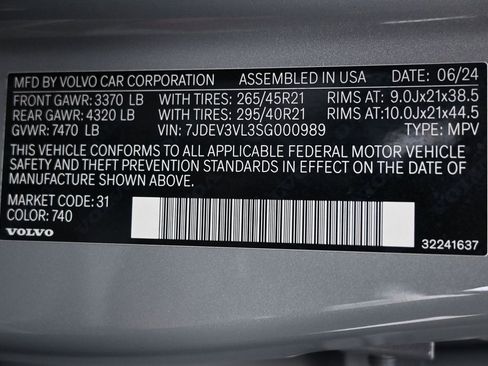 MFD BY VOLVO CAR CORPORATION ASSEMBLED IN USA DATE: 06/24
FRONT GAWR: 3370 LB WITH TIRES: 265/45R21 RIMS AT: 9.0Jx21x38.5
REAR GAWR: 4320 LB WITH TIRES: 295/40R21 RIMS AT: 10.0Jx21x44.5
GVWR: 7470 LB VIN: 7JDEV3VL3SG000989 TYPE: MPV
THIS VEHICLE CONFORMS TO ALL APPLICABLE FEDERAL MOTOR VEHICLE
SAFETY AND THEFT PREVENTION STANDARDS IN EFFECT ON THE DATE OF
MANUFACTURE SHOWN ABOVE.
MARKET CODE: 31
COLOR: 740
VOLVO
32241637